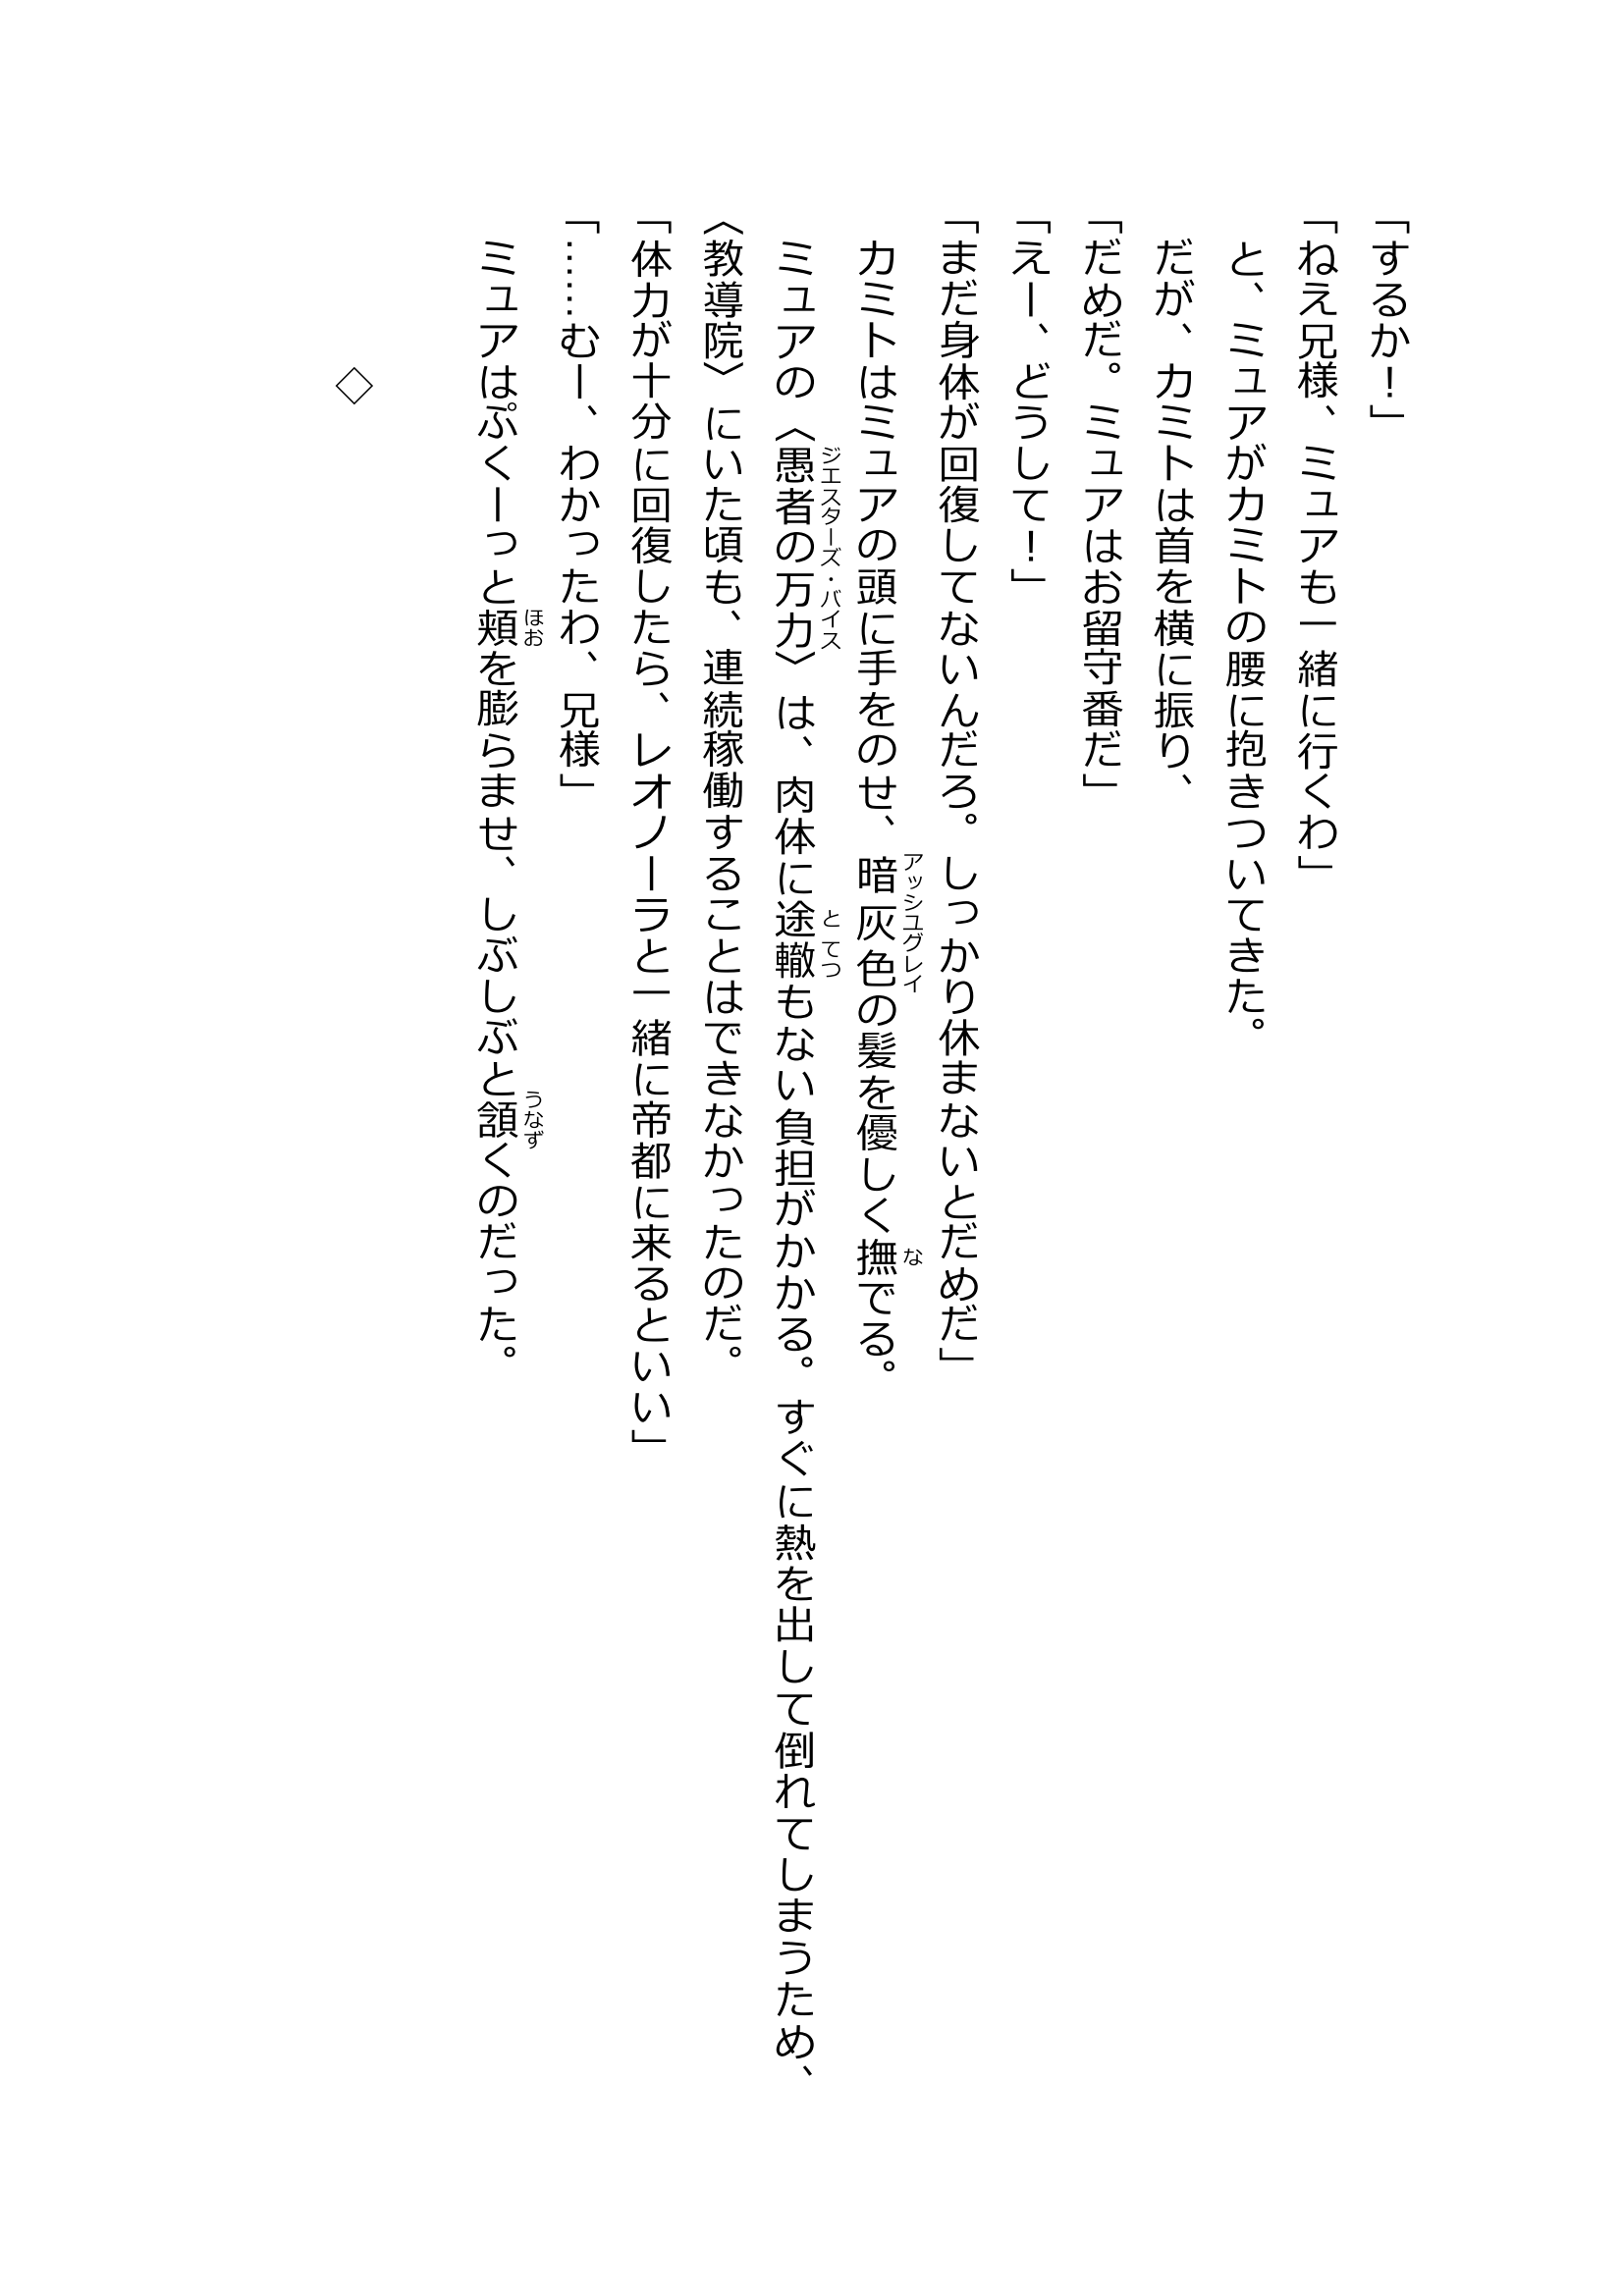 「するか！」
「ねえ兄様、ミュアも一緒に行くわ」
　と、ミュアがカミトの腰に抱きついてきた。
　だが、カミトは首を横に振り、
「だめだ。ミュアはお留守番だ」
「えー、どうして！」
「まだ身体が回復してないんだろ。しっかり休まないとだめだ」
　カミトはミュアの頭に手をのせ、暗灰色アッシュグレイの髪を優しく撫なでる。
　ミュアの〈愚者の万力ジェスターズ・バイス〉は、肉体に途轍とてつもない負担がかかる。すぐに熱を出して倒れてしまうため、
〈教導院〉にいた頃も、連続稼働することはできなかったのだ。
「体力が十分に回復したら、レオノーラと一緒に帝都に来るといい」
「……むー、わかったわ、兄様」
　ミュアはぷくーっと頬ほおを膨らませ、しぶしぶと頷うなずくのだった。
◇